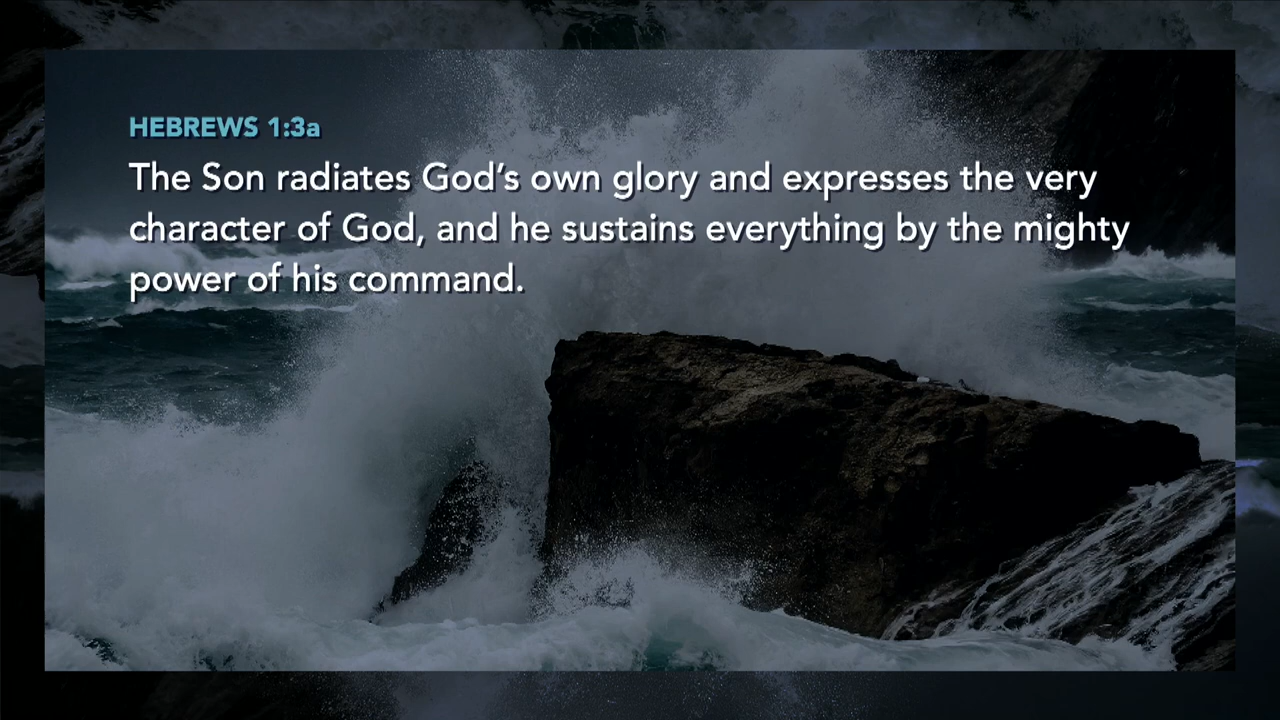 HEBREWS 1:3a
The Son radiates God’s own glory and expresses the very
character of God, and he sustains everything by the mighty
power of his command.